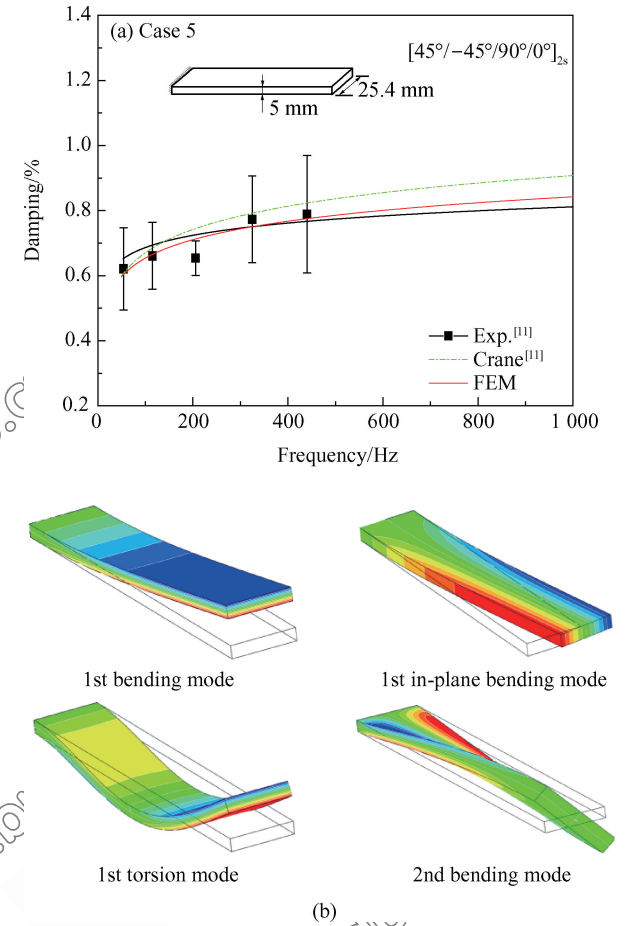 (a) Case 5
[45°/−45°/90°/0°]2s
25.4 mm
5 mm
1.4
1.2
1.0
0.8
0.6
0.4
0.2
Damping/%
Exp.[11]
Crane[11]
FEM
0 200 400 600 800 1 000
Frequency/Hz
1st bending mode 1st in-plane bending mode
1st torsion mode 2nd bending mode
(b)